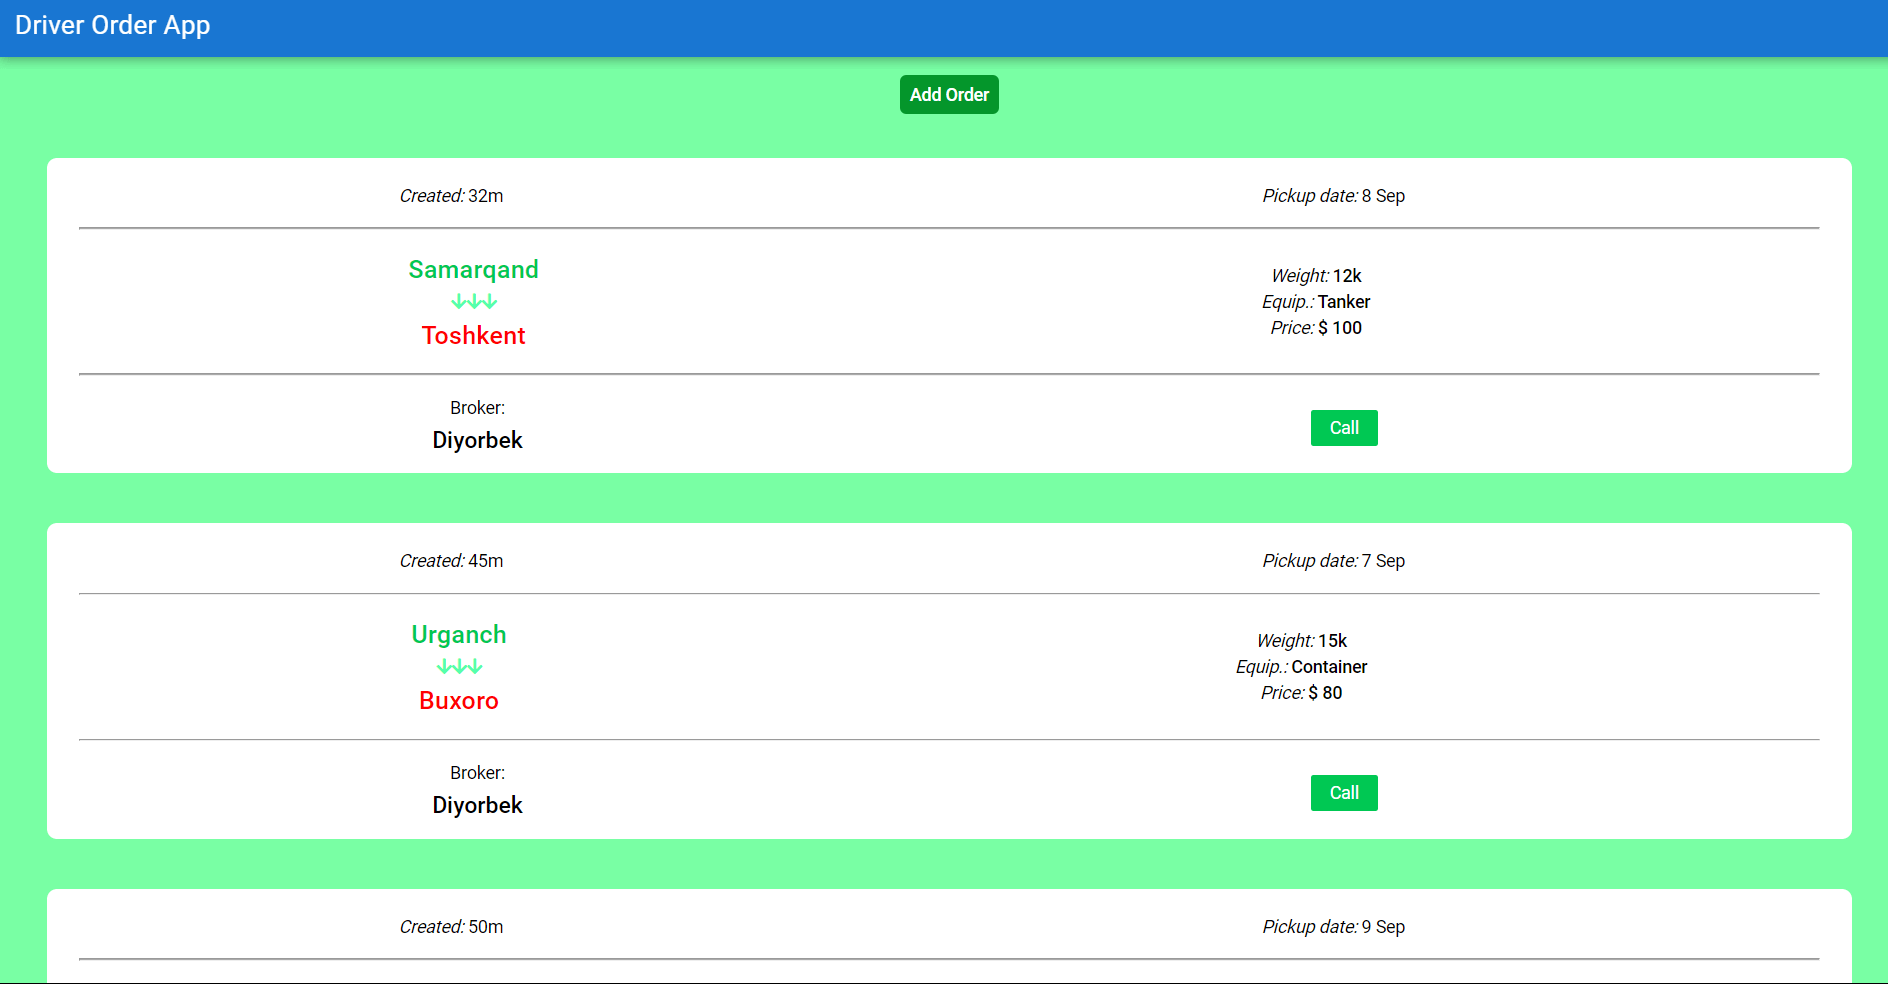 Driver Order App
Add Order
Created: 32m
Pickup date: 8 Sep
Samarqand
↓↓↓
Toshkent
Weight: 12k
Equip.: Tanker
Price: $ 100
Broker:
Diyorbek
Call
Created: 45m
Pickup date: 7 Sep
Urganch
↓↓↓
Buxoro
Weight: 15k
Equip.: Container
Price: $ 80
Broker:
Diyorbek
Call
Created: 50m
Pickup date: 9 Sep